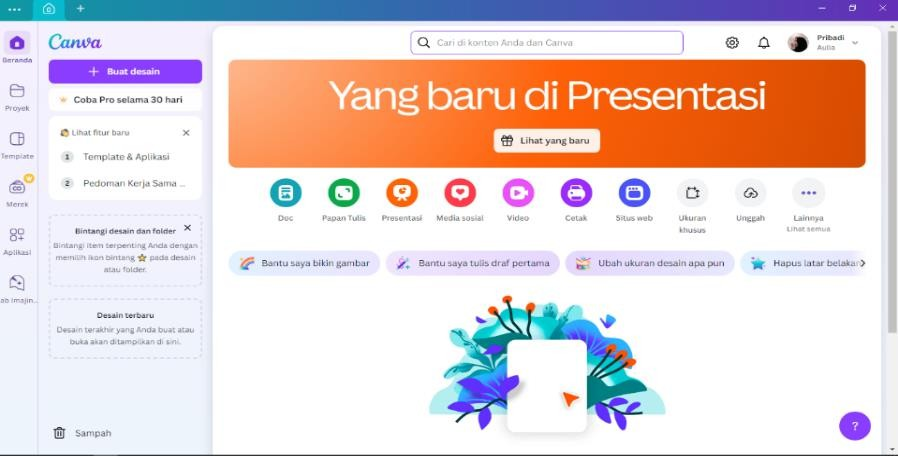 Canva
Cari di konten Anda dan Canva
Pribadi
Aulia
Beranda
Proyek
Template
Merek
Aplikasi
Buat desain
Coba Pro selama 30 hari
Lihat fitur baru
1 Template & Aplikasi
2 Pedoman Kerja Sama ...
Bintangi desain dan folder
Bintangi item terpenting Anda dengan
memilih ikon bintang pada desain
atau folder.
Desain terbaru
Desain terakhir yang Anda buat atau
buka akan ditampilkan di sini.
Sampah
Yang baru di Presentasi
Lihat yang baru
Doc
Papan Tulis
Presentasi
Media sosial
Video
Cetak
Situs web
Ukuran
khusus
Unggah
Lainnya
Lihat semua
Bantu saya bikin gambar
Bantu saya tulis draf pertama
Ubah ukuran desain apa pun
Hapus latar belakan
?